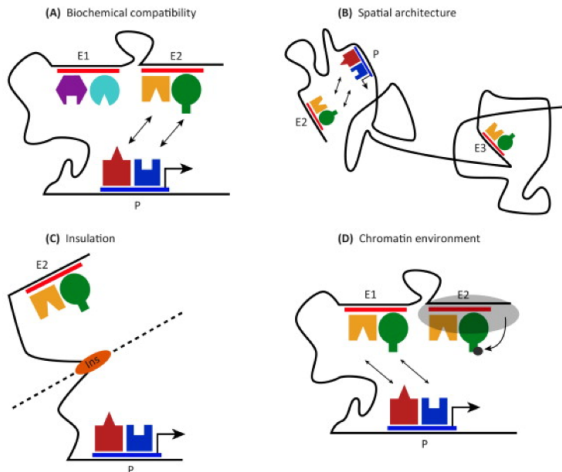 (A) Biochemical compatibility
E1 E2
P
(B) Spatial architecture
P
E2
E3
(C) Insulation
E2
Ins
P
(D) Chromatin environment
E1 E2
P